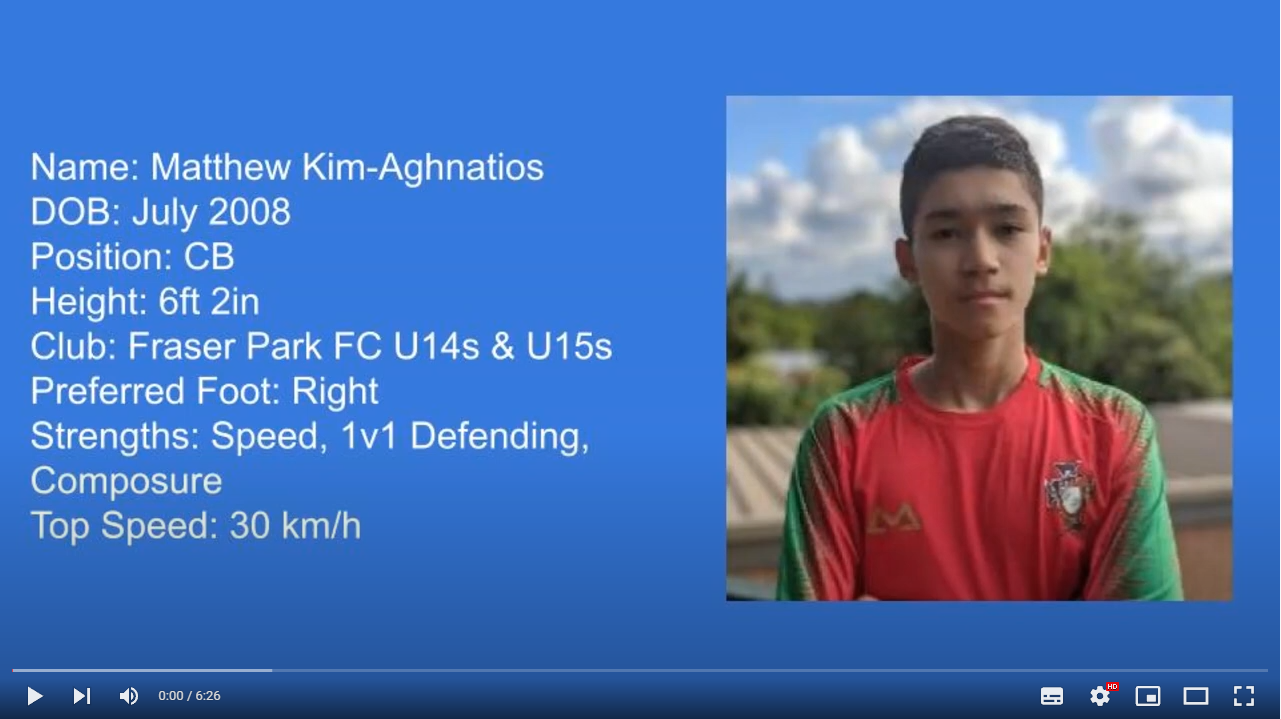 Name: Matthew Kim-Aghnatios
DOB: July 2008
Position: CB
Height: 6ft 2in
Club: Fraser Park FC U14s & U15s
Preferred Foot: Right
Strengths: Speed, 1v1 Defending,
Composure
Top Speed: 30 km/h
0:00 / 6:26
HD